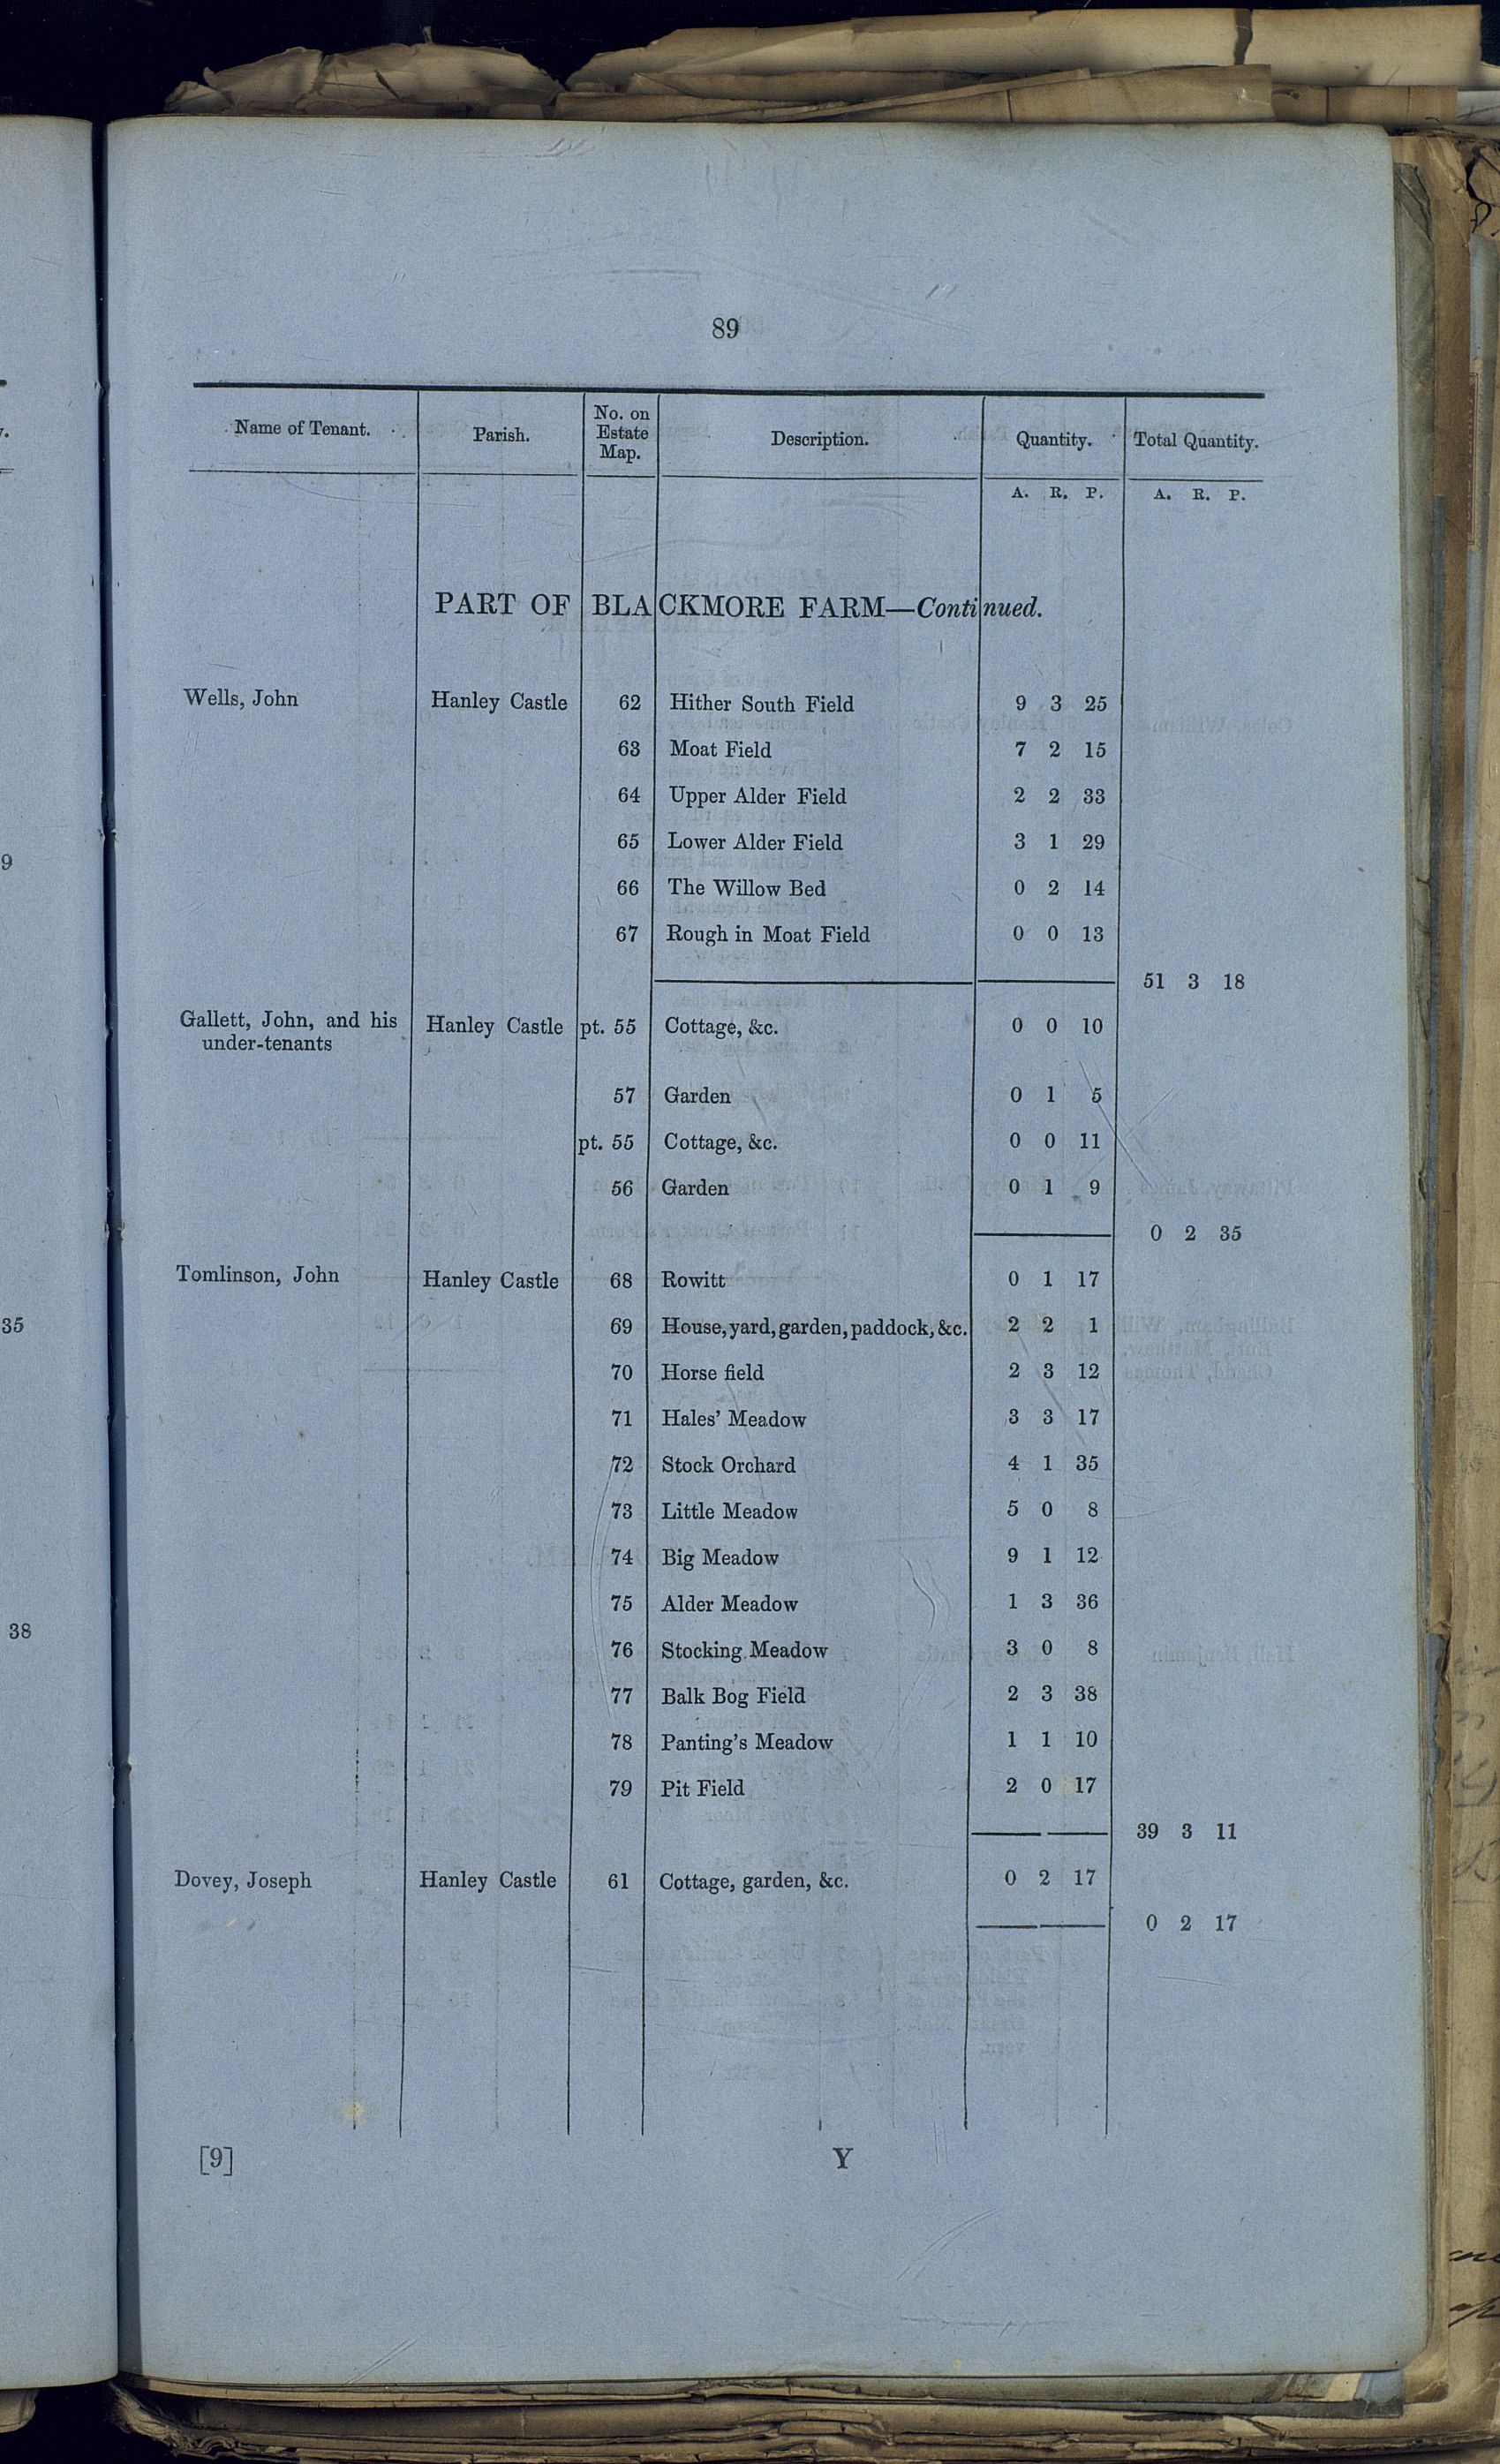 89
Name of Tenant. Parish. No. on Estate Map. Description. Quantity. Total Quantity.
A. R. P. A. R. P.
PART OF BLACKMORE FARM—Continued.
Wells, John Hanley Castle 62 Hither South Field 9 3 25
63 Moat Field 7 2 15
64 Upper Alder Field 2 2 33
65 Lower Alder Field 3 1 29
66 The Willow Bed 0 2 14
67 Rough in Moat Field 0 0 13
51 3 18
Gallett, John, and his Hanley Castle pt. 55 Cottage, &c. 0 0 10
under-tenants
57 Garden 0 1 5
pt. 55 Cottage, &c. 0 0 11
56 Garden 0 1 9
0 2 35
Tomlinson, John Hanley Castle 68 Rowitt 0 1 17
69 House, yard, garden, paddock, &c. 2 2 1
70 Horse field 2 3 12
71 Hales' Meadow 3 3 17
72 Stock Orchard 4 1 35
73 Little Meadow 5 0 8
74 Big Meadow 9 1 12
75 Alder Meadow 1 3 36
76 Stocking Meadow 3 0 8
77 Balk Bog Field 2 3 38
78 Panting's Meadow 1 1 10
79 Pit Field 2 0 17
39 3 11
Dovey, Joseph Hanley Castle 61 Cottage, garden, &c. 0 2 17
0 2 17
[9] Y
9
35
38